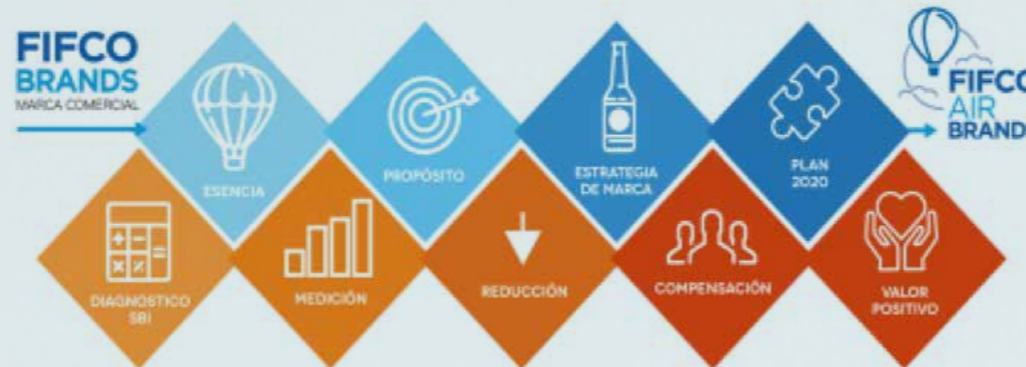 FIFCO
BRANDS
MARCA COMERCIAL
ESENCIA
PROPÓSITO
ESTRATEGIA
DE MARCA
PLAN
2020
FIFCO
AIR
BRAND
DIAGNOSTICO
SBI
MEDICIÓN
REDUCCIÓN
COMPENSACIÓN
VALOR
POSITIVO